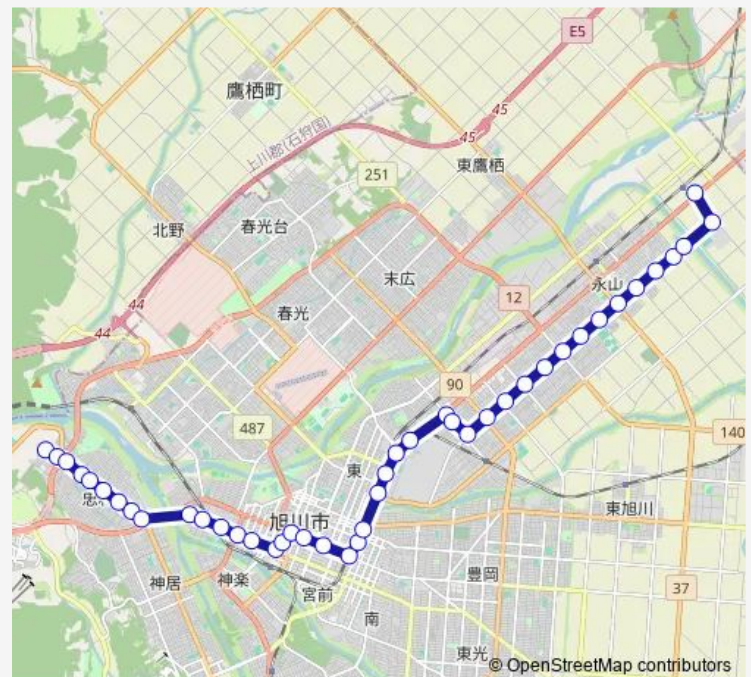 E5
鷹栖町
45
上川郡(石狩国)
45
東鷹栖
251
北野
春光台
末広
永山
12
44
44
春光
90
487
140
東
旭川市
東旭川
神居
神楽
宮前
豊岡
37
南
東光
© OpenStreetMap contributors